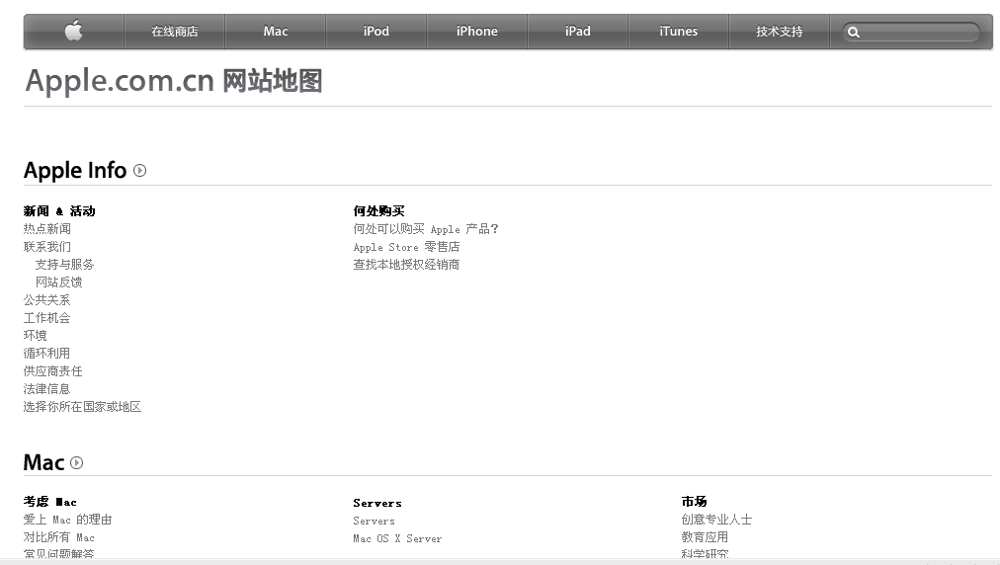 在线商店 Mac iPod iPhone iPad iTunes 技术支持
Apple.com.cn 网站地图
Apple Info
新闻 & 活动
热点新闻
联系我们
支持与服务
网站反馈
公共关系
工作机会
环境
循环利用
供应商责任
法律信息
选择你所在国家或地区
何处购买
何处可以购买 Apple 产品?
Apple Store 零售店
查找本地授权经销商
Mac
考虑 Mac
爱上 Mac 的理由
对比所有 Mac
常见问题解答
Servers
Servers
Mac OS X Server
市场
创意专业人士
教育应用
科学研究